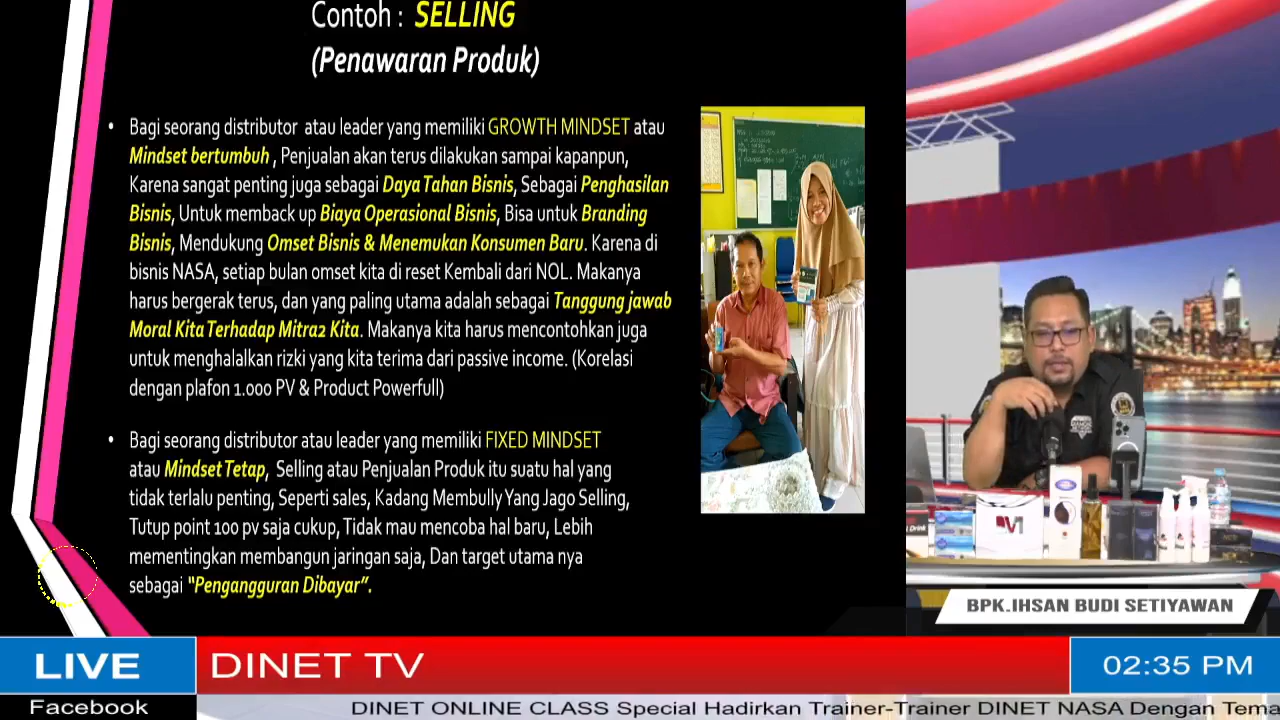 Contoh : SELLING
(Penawaran Produk)
• Bagi seorang distributor atau leader yang memiliki GROWTH MINDSET atau
Mindset bertumbuh , Penjualan akan terus dilakukan sampai kapanpun,
Karena sangat penting juga sebagai Daya Tahan Bisnis, Sebagai Penghasilan
Bisnis, Untuk memback up Biaya Operasional Bisnis, Bisa untuk Branding
Bisnis, Mendukung Omset Bisnis & Menemukan Konsumen Baru. Karena di
bisnis NASA, setiap bulan omset kita di reset Kembali dari NOL. Makanya
harus bergerak terus, dan yang paling utama adalah sebagai Tanggung jawab
Moral Kita Terhadap Mitra2 Kita. Makanya kita harus mencontohkan juga
untuk menghalalkan rizki yang kita terima dari passive income. (Korelasi
dengan plafon 1.000 PV & Product Powerfull)
• Bagi seorang distributor atau leader yang memiliki FIXED MINDSET
atau Mindset Tetap, Selling atau Penjualan Produk itu suatu hal yang
tidak terlalu penting, Seperti sales, Kadang Membully Yang Jago Selling,
Tutup point 100 pv saja cukup, Tidak mau mencoba hal baru, Lebih
mementingkan membangun jaringan saja, Dan target utama nya
sebagai “Pengangguran Dibayar”.
BPK.IHSAN BUDI SETIYAWAN
LIVE
DINET TV
02:35 PM
Facebook
DINET ONLINE CLASS Special Hadirkan Trainer-Trainer DINET NASA Dengan Tema